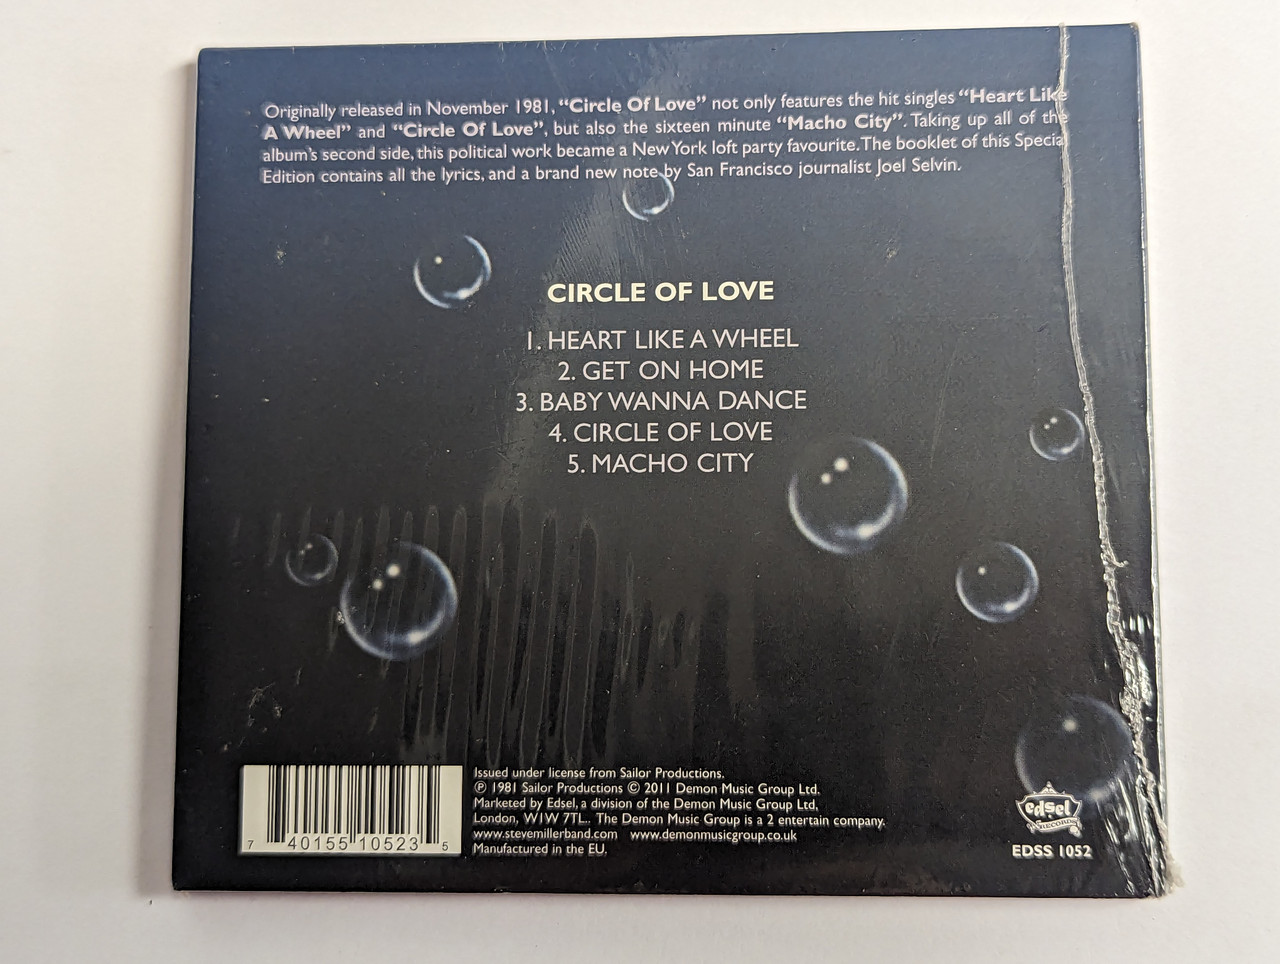 Originally released in November 1981, “Circle Of Love” not only features the hit singles “Heart Like
A Wheel” and “Circle Of Love”, but also the sixteen minute “Macho City”. Taking up all of the
album's second side, this political work became a New York loft party favourite. The booklet of this Special
Edition contains all the lyrics, and a brand new note by San Francisco journalist Joel Selvin.
CIRCLE OF LOVE
1. HEART LIKE A WHEEL
2. GET ON HOME
3. BABY WANNA DANCE
4. CIRCLE OF LOVE
5. MACHO CITY
Issued under license from Sailor Productions.
℗ 1981 Sailor Productions © 2011 Demon Music Group Ltd.
Marketed by Edsel, a division of the Demon Music Group Ltd,
London, W1W 7TL.. The Demon Music Group is a 2 entertain company.
www.stevemillerband.com www.demonmusicgroup.co.uk
Manufactured in the EU.
7 40155 10523 5
edsel
RECORDS
EDSS 1052